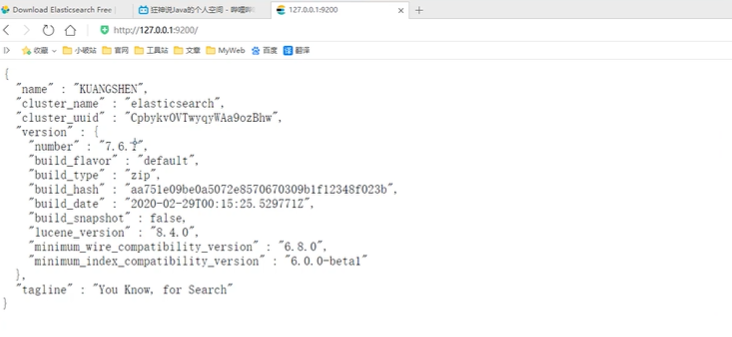 Download Elasticsearch Free
狂神说Java的个人空间 - 哔哩哔哩
127.0.0.1:9200
http://127.0.0.1:9200/
收藏 小破站 官网 工具站 文章 MyWeb 百度 翻译
{
"name" : "KUANGSHEN",
"cluster_name" : "elasticsearch",
"cluster_uuid" : "CpbykvOVTwyqyWAa9ozBhw",
"version" : {
"number" : "7.6.
"build_flavor" : "default",
"build_type" : "zip",
"build_hash" : "aa751e09be0a5072e8570670309b1f12348f023b",
"build_date" : "2020-02-29T00:15:25.529771Z",
"build_snapshot" : false,
"lucene_version" : "8.4.0",
"minimum_wire_compatibility_version" : "6.8.0",
"minimum_index_compatibility_version" : "6.0.0-beta1"
},
"tagline" : "You Know, for Search"
}